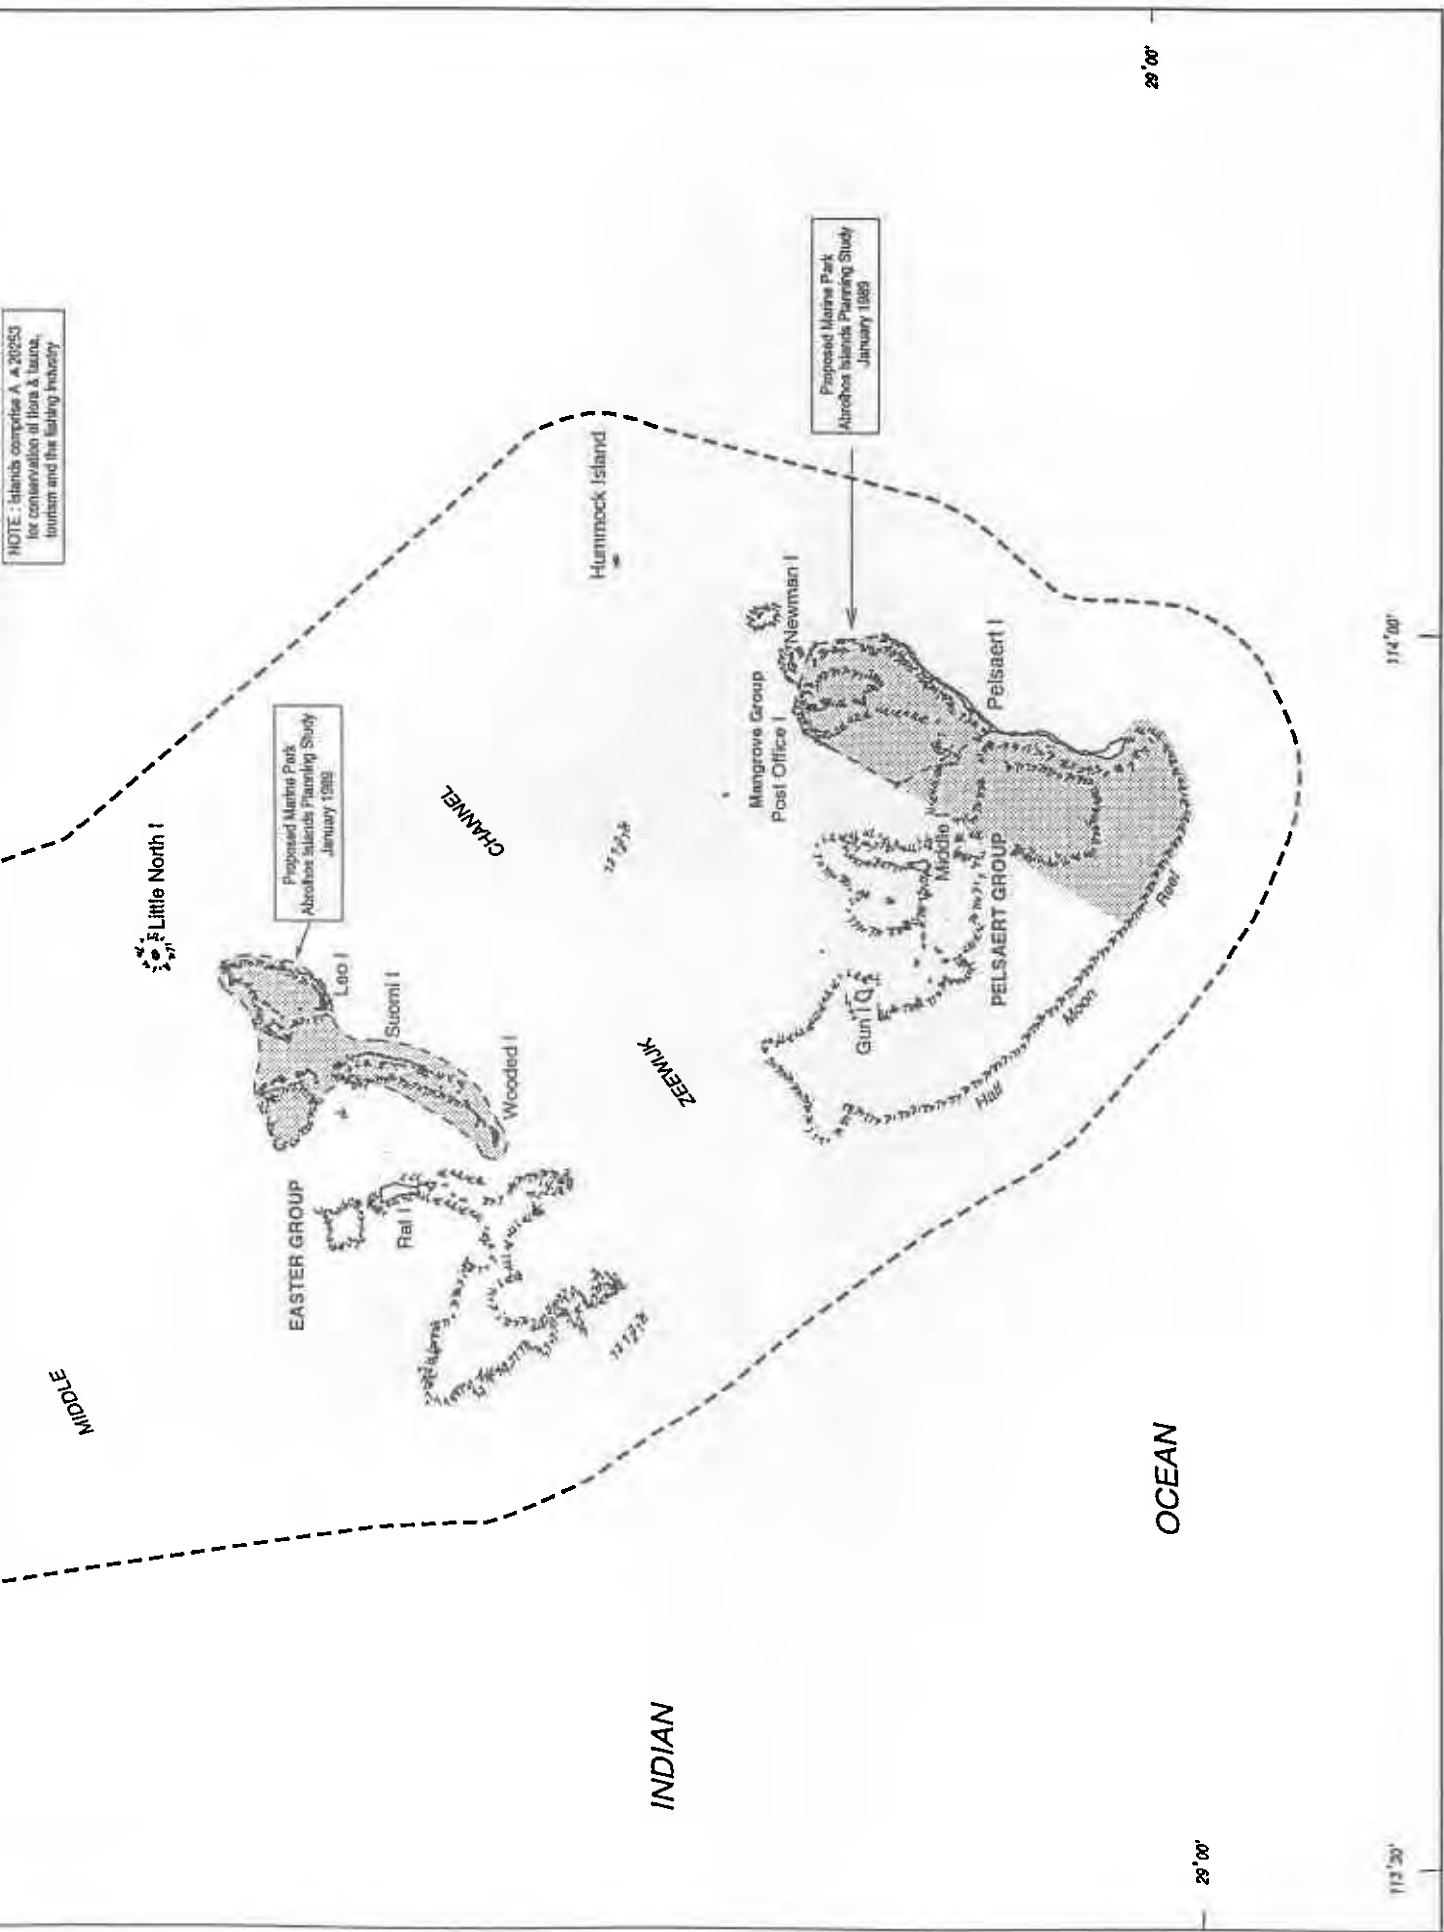 NOTE : Islands comprise A 20253
for conservation of flora & fauna,
tourism and the fishing industry
MIDDLE
Little North I
Proposed Marine Park
Abrolhos Islands Planning Study
January 1989
EASTER GROUP
Leo I
Suomi I
Rat I
Wooded I
ZEEWIJK
CHANNEL
Hummock Island
INDIAN
Mangrove Group
Post Office I
Newman I
Proposed Marine Park
Abrolhos Islands Planning Study
January 1989
Gun I
Middle I
Pelsaert I
PELSAERT GROUP
Half
Moon
Reef
OCEAN
29°00'
29°00'
113°30'
114°00'